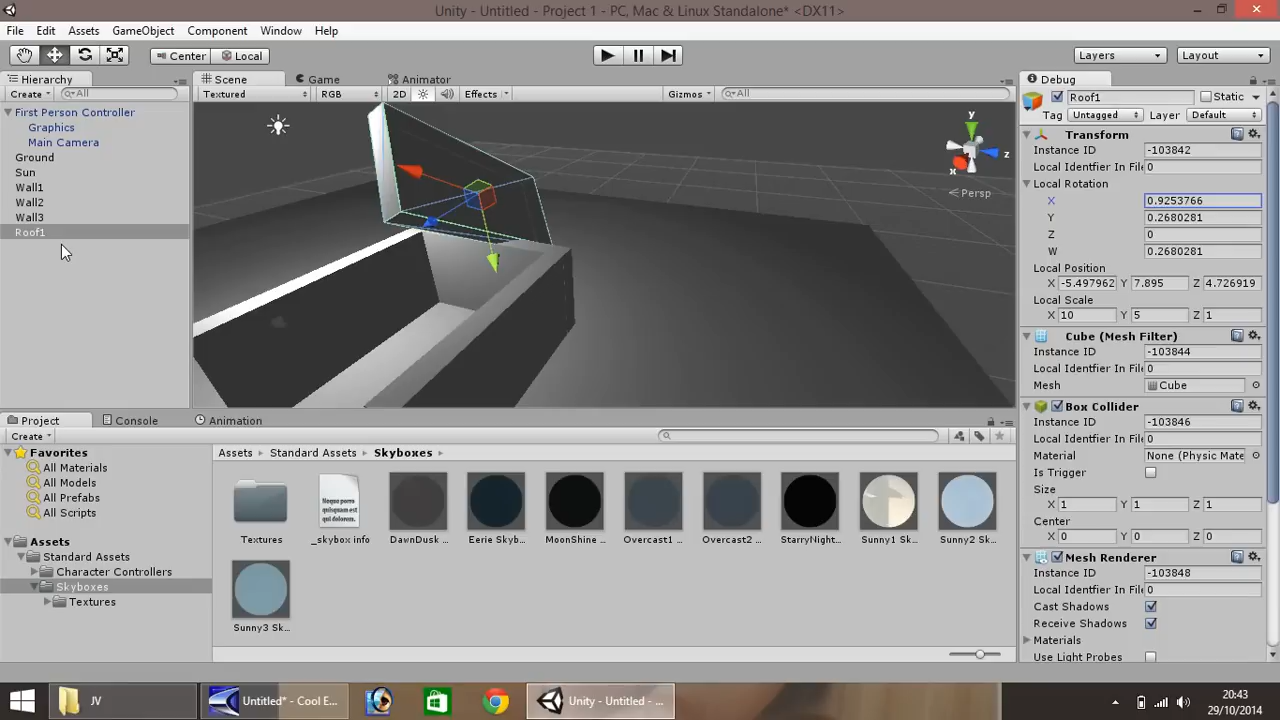 Unity - Untitled - Project 1 - PC, Mac & Linux Standalone* <DX11>
File Edit Assets GameObject Component Window Help
Center Local Layers Layout
Hierarchy
Create All
First Person Controller
Graphics
Main Camera
Ground
Sun
Wall1
Wall2
Wall3
Roof1
Scene Game Animator
Textured RGB 2D Effects Gizmos All
y
z
x
Persp
Debug
Roof1 Static
Tag Untagged Layer Default
Transform
Instance ID -103842
Local Identfier In File 0
Local Rotation
X 0.9253766
Y 0.2680281
Z 0
W 0.2680281
Local Position
X -5.497962 Y 7.895 Z 4.726919
Local Scale
X 10 Y 5 Z 1
Cube (Mesh Filter)
Instance ID -103844
Local Identfier In File 0
Mesh Cube
Box Collider
Instance ID -103846
Local Identfier In File 0
Material None (Physic Mate
Is Trigger
Size
X 1 Y 1 Z 1
Center
X 0 Y 0 Z 0
Mesh Renderer
Instance ID -103848
Local Identfier In File 0
Cast Shadows
Receive Shadows
Materials
Use Light Probes
Project Console Animation
Create
Favorites
All Materials
All Models
All Prefabs
All Scripts
Assets
Standard Assets
Character Controllers
Skyboxes
Textures
Assets Standard Assets Skyboxes
Neque porro quisquam est qui dolorem.
Textures _skybox info DawnDusk ... Eerie Skyb... MoonShine ... Overcast1 ... Overcast2 ... StarryNight... Sunny1 Sk... Sunny2 Sk...
Sunny3 Sk...
JV Untitled* - Cool E... Unity - Untitled - ...
20:43
29/10/2014